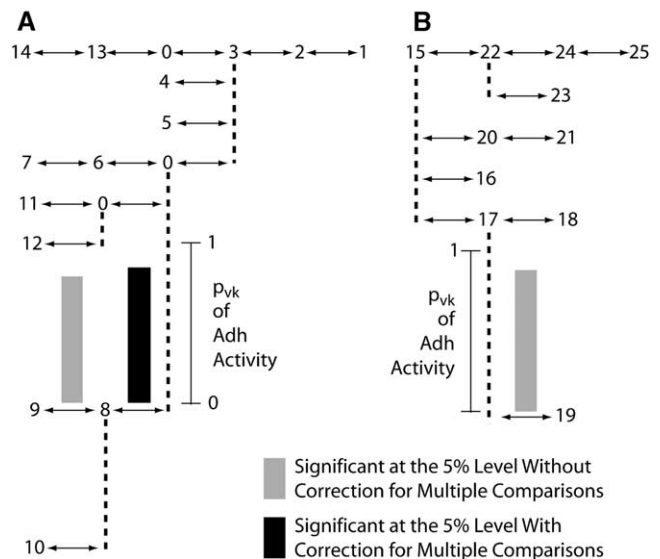 A
B
14 13 0 3 2 1
15 22 24 25
4
23
5
20 21
7 6 0
16
11 0
17 18
12
1
1
p_vk
of
Adh
Activity
p_vk
of
Adh
Activity
0
9 8
19
Significant at the 5% Level Without
Correction for Multiple Comparisons
Significant at the 5% Level With
Correction for Multiple Comparisons
10